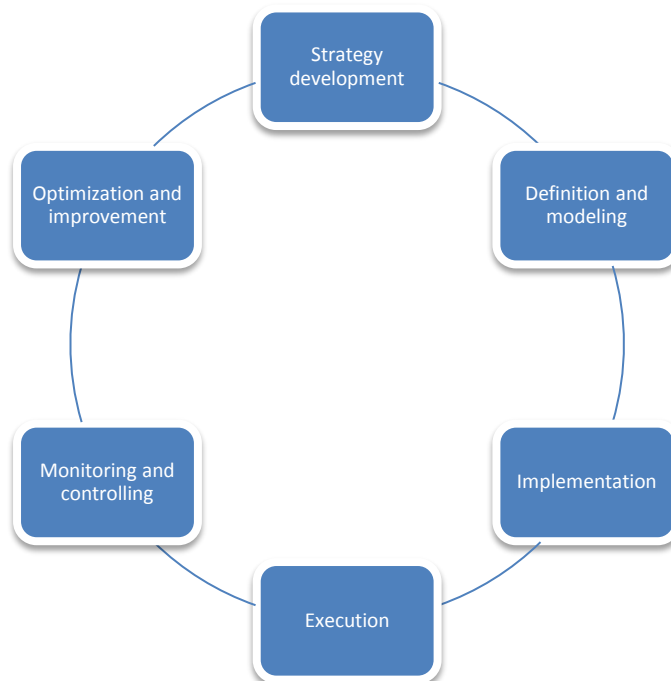 Strategy
development
Definition and
modeling
Implementation
Execution
Monitoring and
controlling
Optimization and
improvement